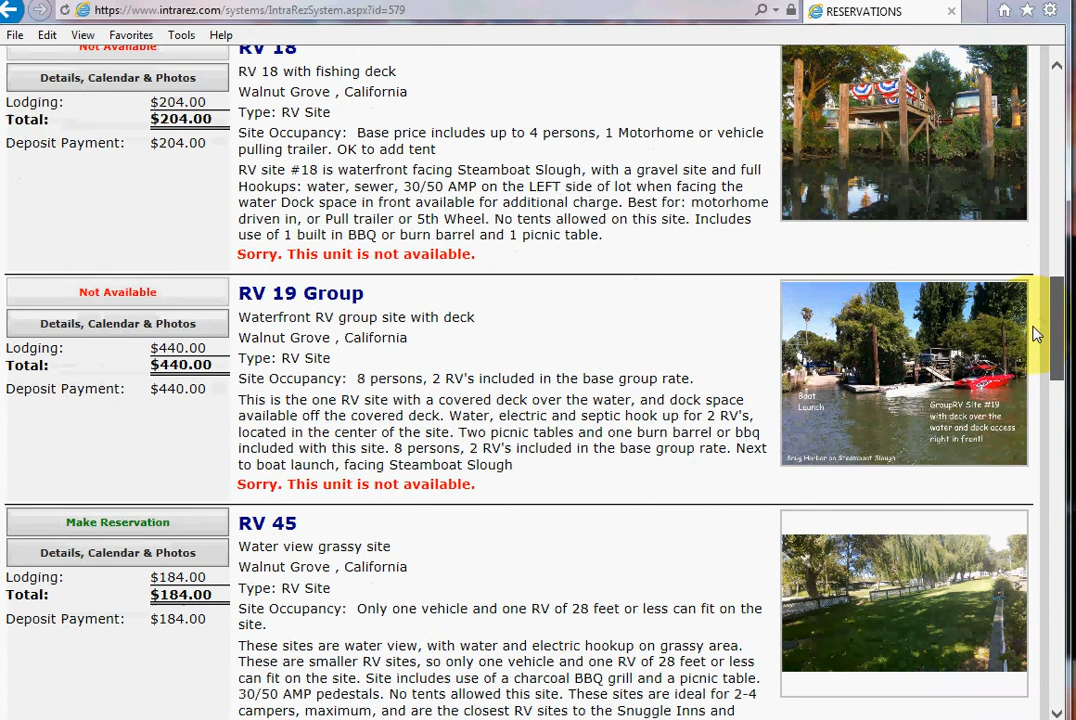 https://www.intrarez.com/systems/IntraRezSystem.aspx?id=579
RESERVATIONS
File Edit View Favorites Tools Help
Not Available
Details, Calendar & Photos
Lodging: $204.00
Total: $204.00
Deposit Payment: $204.00
RV 18
RV 18 with fishing deck
Walnut Grove , California
Type: RV Site
Site Occupancy: Base price includes up to 4 persons, 1 Motorhome or vehicle
pulling trailer. OK to add tent
RV site #18 is waterfront facing Steamboat Slough, with a gravel site and full
Hookups: water, sewer, 30/50 AMP on the LEFT side of lot when facing the
water Dock space in front available for additional charge. Best for: motorhome
driven in, or Pull trailer or 5th Wheel. No tents allowed on this site. Includes
use of 1 built in BBQ or burn barrel and 1 picnic table.
Sorry. This unit is not available.
Not Available
Details, Calendar & Photos
Lodging: $440.00
Total: $440.00
Deposit Payment: $440.00
RV 19 Group
Waterfront RV group site with deck
Walnut Grove , California
Type: RV Site
Site Occupancy: 8 persons, 2 RV's included in the base group rate.
This is the one RV site with a covered deck over the water, and dock space
available off the covered deck. Water, electric and septic hook up for 2 RV's,
located in the center of the site. Two picnic tables and one burn barrel or bbq
included with this site. 8 persons, 2 RV's included in the base group rate. Next
to boat launch, facing Steamboat Slough
Sorry. This unit is not available.
Boat
Launch
GroupRV Site #19
with deck over the
water and dock access
right in front!
Snug Harbor on Steamboat Slough
Make Reservation
Details, Calendar & Photos
Lodging: $184.00
Total: $184.00
Deposit Payment: $184.00
RV 45
Water view grassy site
Walnut Grove , California
Type: RV Site
Site Occupancy: Only one vehicle and one RV of 28 feet or less can fit on the
site.
These sites are water view, with water and electric hookup on grassy area.
These are smaller RV sites, so only one vehicle and one RV of 28 feet or less
can fit on the site. Site includes use of a charcoal BBQ grill and a picnic table.
30/50 AMP pedestals. No tents allowed this site. These sites are ideal for 2-4
campers, maximum, and are the closest RV sites to the Snuggle Inns and